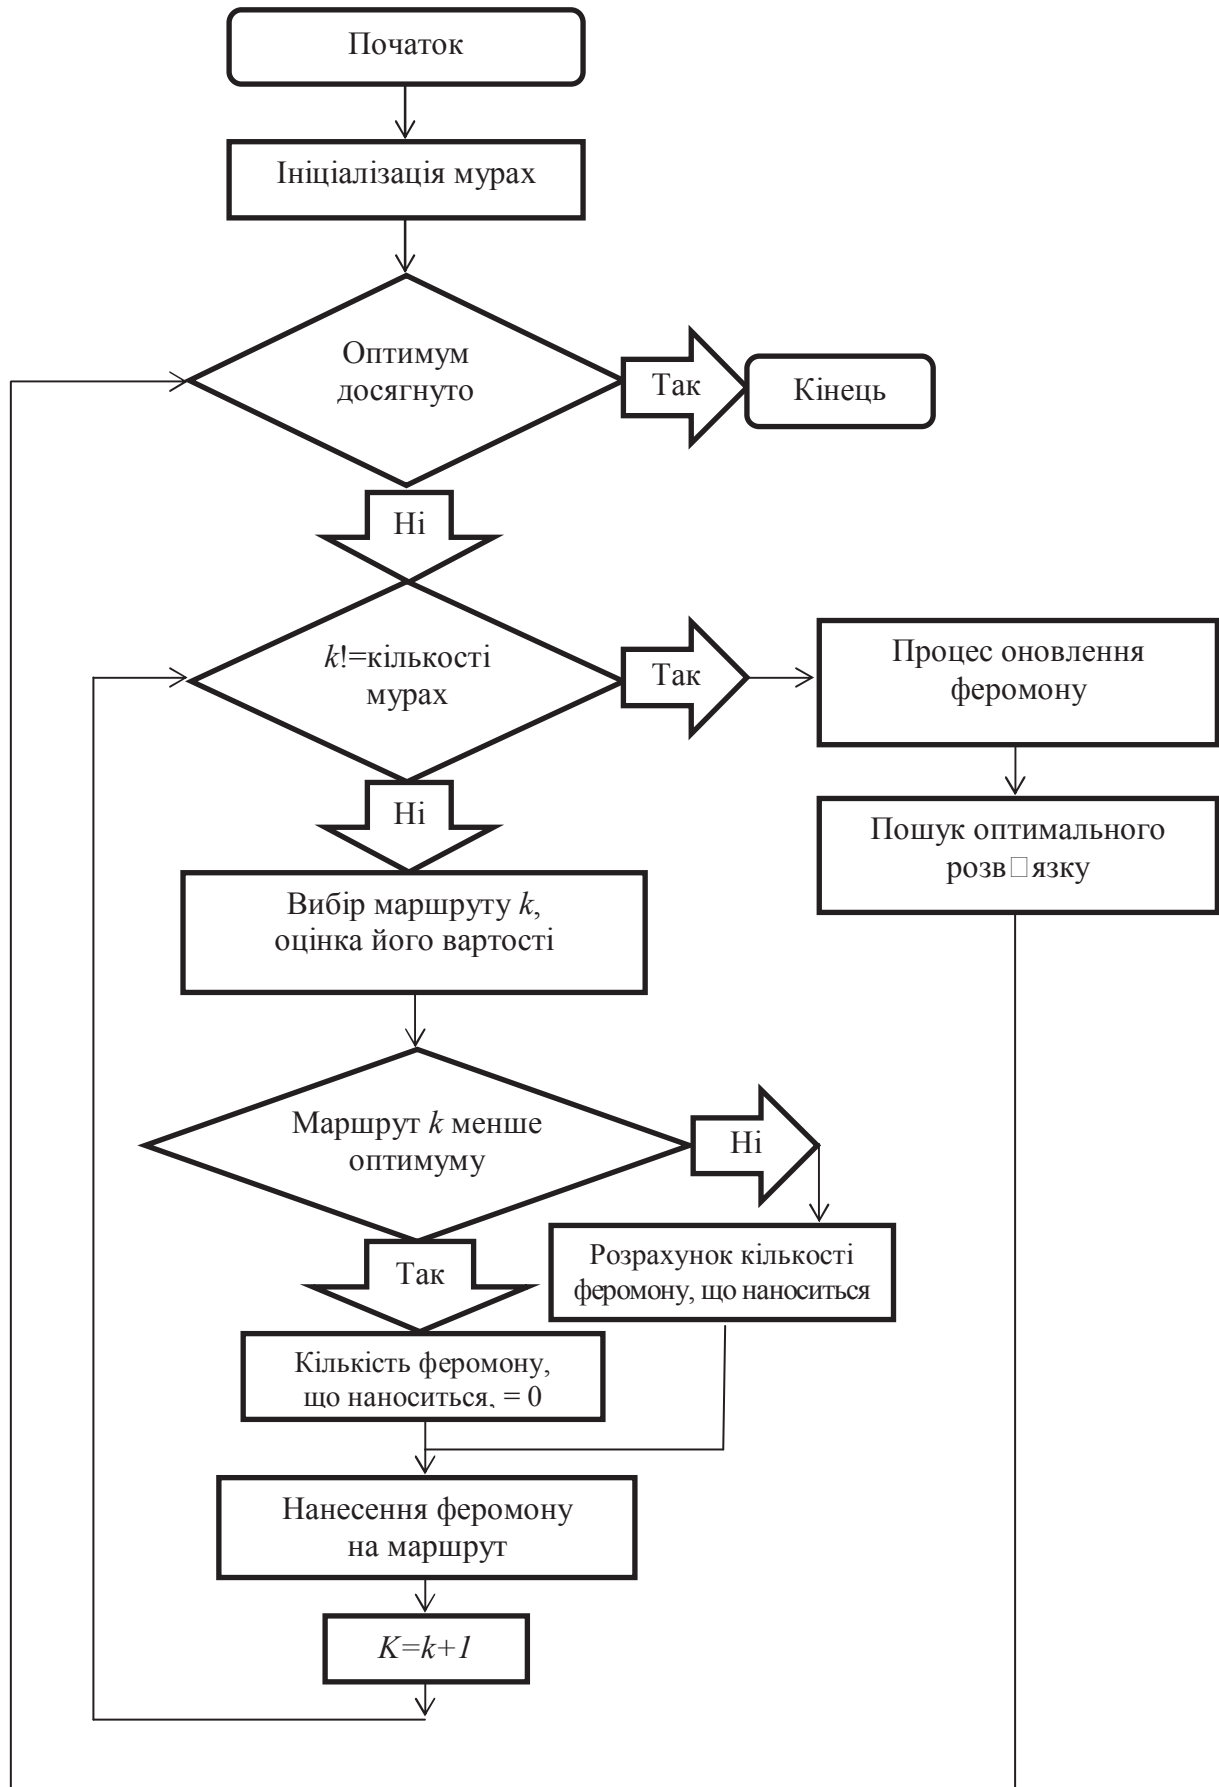 Початок
Ініціалізація мурах
Оптимум
досягнуто
Так
Кінець
Ні
k!=кількості
мурах
Так
Процес оновлення
феромону
Ні
Пошук оптимального
розв□язку
Вибір маршруту k,
оцінка його вартості
Маршрут k менше
оптимуму
Ні
Так
Розрахунок кількості
феромону, що наноситься
Кількість феромону,
що наноситься, = 0
Нанесення феромону
на маршрут
K=k+1